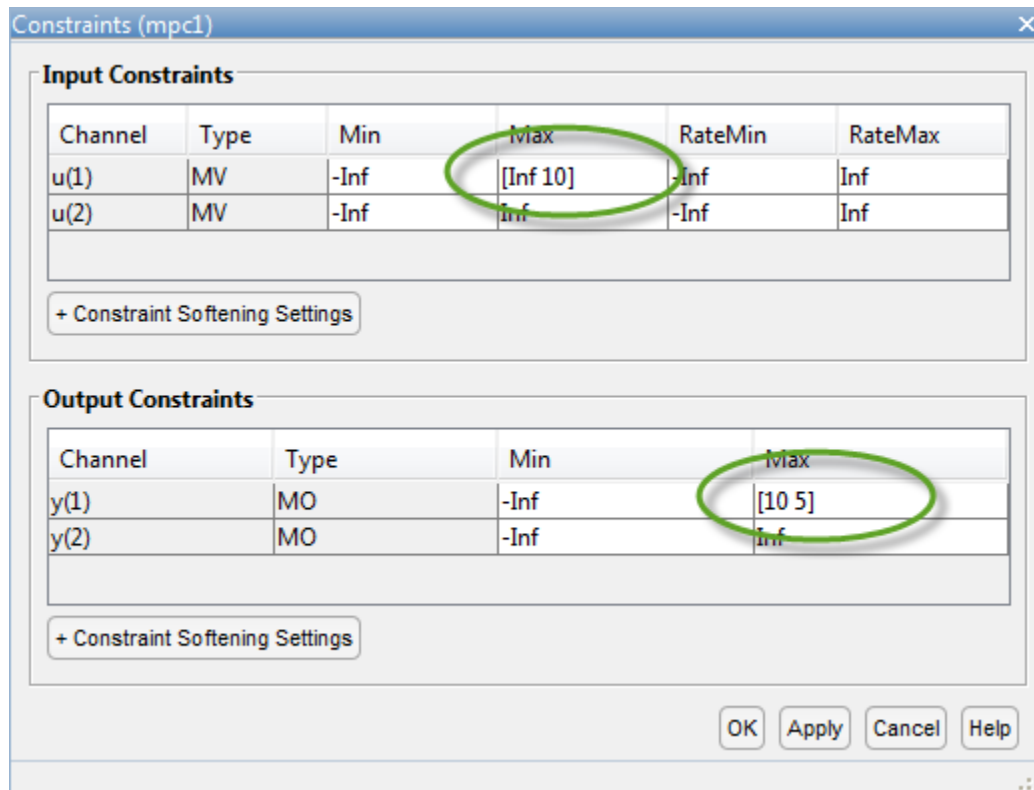 Constraints (mpc1)
Input Constraints
Channel Type Min Max RateMin RateMax
u(1) MV -Inf [Inf 10] -Inf Inf
u(2) MV -Inf Inf -Inf Inf
+ Constraint Softening Settings
Output Constraints
Channel Type Min Max
y(1) MO -Inf [10 5]
y(2) MO -Inf Inf
+ Constraint Softening Settings
OK Apply Cancel Help